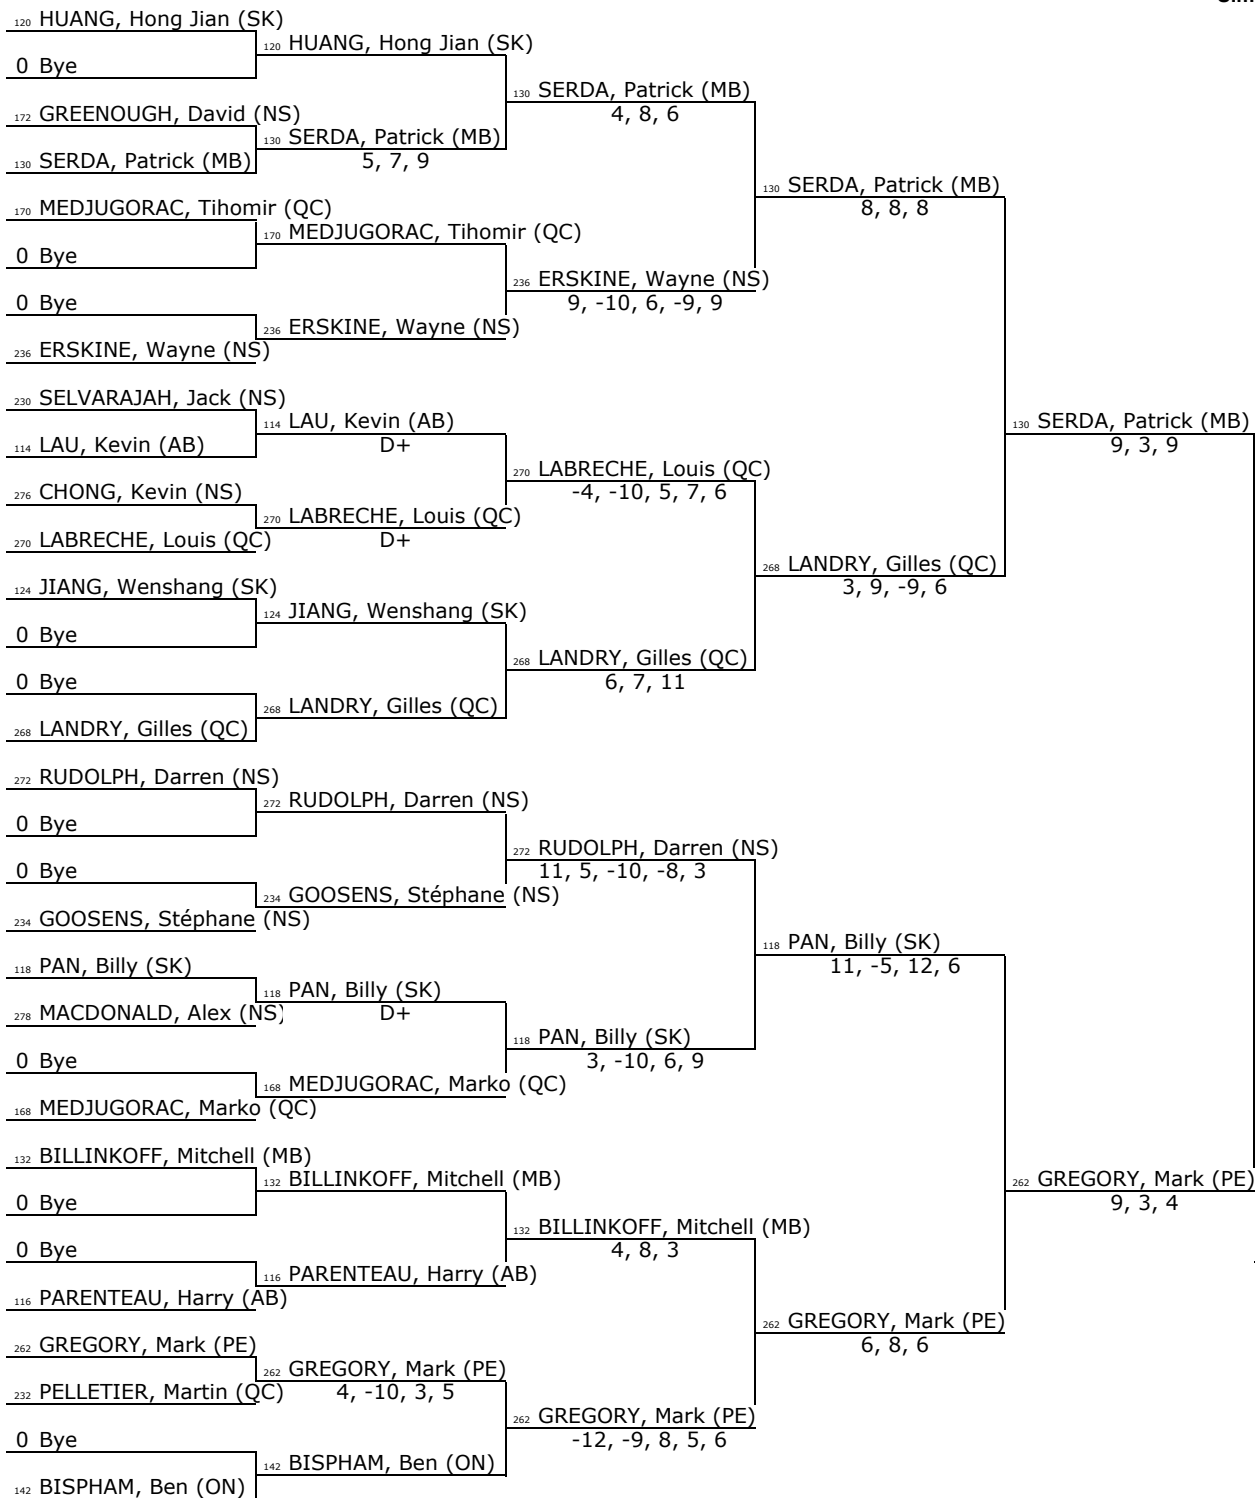 120 HUANG, Hong Jian (SK)
0 Bye
172 GREENOUGH, David (NS)
130 SERDA, Patrick (MB)
170 MEDJUGORAC, Tihomir (QC)
0 Bye
0 Bye
236 ERSKINE, Wayne (NS)
230 SELVARAJAH, Jack (NS)
114 LAU, Kevin (AB)
276 CHONG, Kevin (NS)
270 LABRECHE, Louis (QC)
124 JIANG, Wenshang (SK)
0 Bye
0 Bye
268 LANDRY, Gilles (QC)
272 RUDOLPH, Darren (NS)
0 Bye
0 Bye
234 GOOSENS, Stéphane (NS)
118 PAN, Billy (SK)
278 MACDONALD, Alex (NS)
0 Bye
168 MEDJUGORAC, Marko (QC)
132 BILLINKOFF, Mitchell (MB)
0 Bye
0 Bye
116 PARENTEAU, Harry (AB)
262 GREGORY, Mark (PE)
232 PELLETIER, Martin (QC)
0 Bye
142 BISPHAM, Ben (ON)
120 HUANG, Hong Jian (SK)
130 SERDA, Patrick (MB)
5, 7, 9
170 MEDJUGORAC, Tihomir (QC)
236 ERSKINE, Wayne (NS)
114 LAU, Kevin (AB)
D+
270 LABRECHE, Louis (QC)
D+
124 JIANG, Wenshang (SK)
268 LANDRY, Gilles (QC)
272 RUDOLPH, Darren (NS)
234 GOOSENS, Stéphane (NS)
118 PAN, Billy (SK)
D+
168 MEDJUGORAC, Marko (QC)
132 BILLINKOFF, Mitchell (MB)
116 PARENTEAU, Harry (AB)
262 GREGORY, Mark (PE)
4, -10, 3, 5
142 BISPHAM, Ben (ON)
130 SERDA, Patrick (MB)
4, 8, 6
236 ERSKINE, Wayne (NS)
9, -10, 6, -9, 9
270 LABRECHE, Louis (QC)
-4, -10, 5, 7, 6
268 LANDRY, Gilles (QC)
6, 7, 11
272 RUDOLPH, Darren (NS)
11, 5, -10, -8, 3
118 PAN, Billy (SK)
3, -10, 6, 9
132 BILLINKOFF, Mitchell (MB)
4, 8, 3
262 GREGORY, Mark (PE)
-12, -9, 8, 5, 6
130 SERDA, Patrick (MB)
8, 8, 8
268 LANDRY, Gilles (QC)
3, 9, -9, 6
118 PAN, Billy (SK)
11, -5, 12, 6
262 GREGORY, Mark (PE)
6, 8, 6
130 SERDA, Patrick (MB)
9, 3, 9
262 GREGORY, Mark (PE)
9, 3, 4